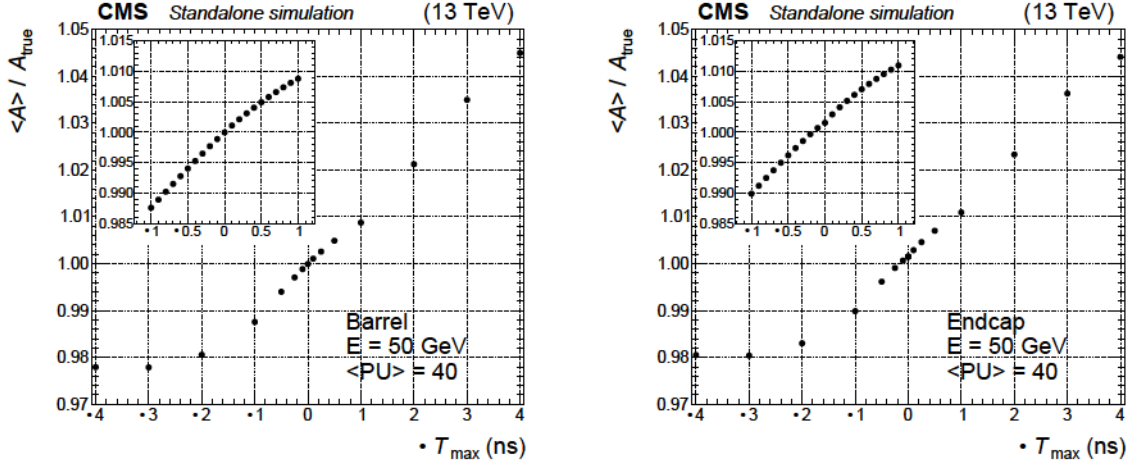 CMS Standalone simulation (13 TeV)
<A> / A_true
1.05
1.04
1.03
1.02
1.01
1.00
0.99
0.98
0.97
1.015
1.010
1.005
1.000
0.995
0.990
0.985
•1 •0.5 0 0.5 1
Barrel
E = 50 GeV
<PU> = 40
•4 •3 •2 •1 0 1 2 3 4
• T_max (ns)
CMS Standalone simulation (13 TeV)
<A> / A_true
1.05
1.04
1.03
1.02
1.01
1.00
0.99
0.98
0.97
1.015
1.010
1.005
1.000
0.995
0.990
0.985
•1 •0.5 0 0.5 1
Endcap
E = 50 GeV
<PU> = 40
•4 •3 •2 •1 0 1 2 3 4
• T_max (ns)